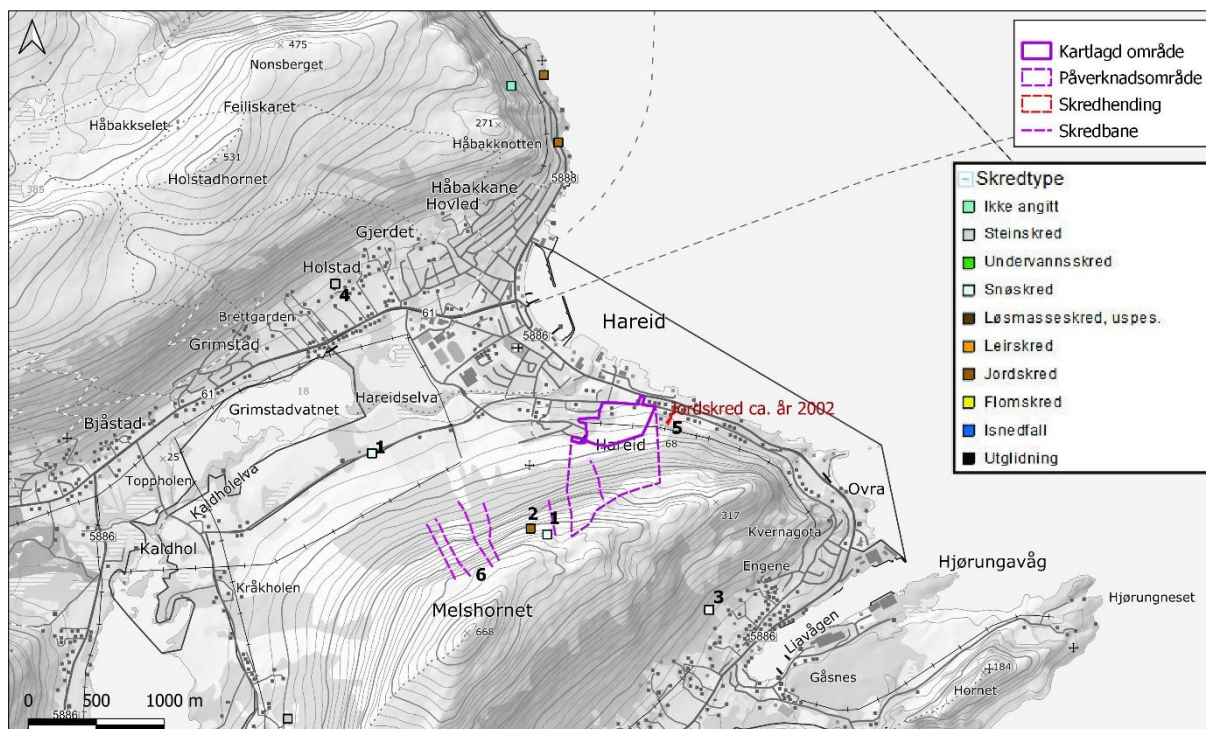 475
Nonsberget
Feiliskaret
Håbakkselet
271
Håbakknotten
531
Holstadhornet
385
5888
Håbakkane
Hovled
Gjerdet
Holstad
4
61
Brettgarden
5886
Hareid
Grimstad
18
Hareidselva
61
Grimstadvatnet
Jordskred ca. år 2002
5
Bjåstad
1
Hareid
68
25
Toppholen
Kaldholelva
Ovra
317
Kvernagota
2
1
5886
Kaldhol
Engene
Hjørungavåg
6
Kråkholen
3
Hjørungneset
Melshornet
5886
Liavågen
668
Gåsnes
184
Hornet
0 500 1000 m
5886
Kartlagd område
Påverknadsområde
Skredhending
Skredbane
Skredtype
Ikke angitt
Steinskred
Undervannsskred
Snøskred
Løsmasseskred, uspes.
Leirskred
Jordskred
Flomskred
Isnedfall
Utglidning